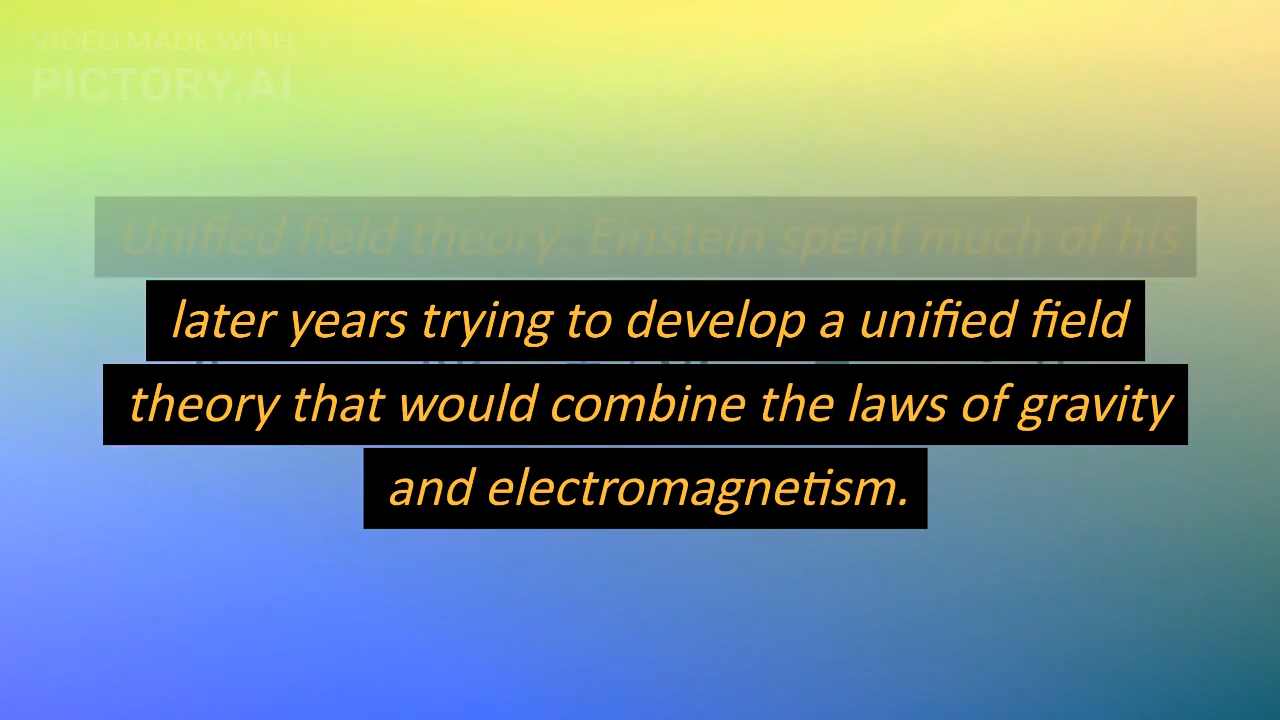 VIDEO MADE WITH
PICTORY.AI
Unified field theory: Einstein spent much of his
later years trying to develop a unified field
theory that would combine the laws of gravity
and electromagnetism.